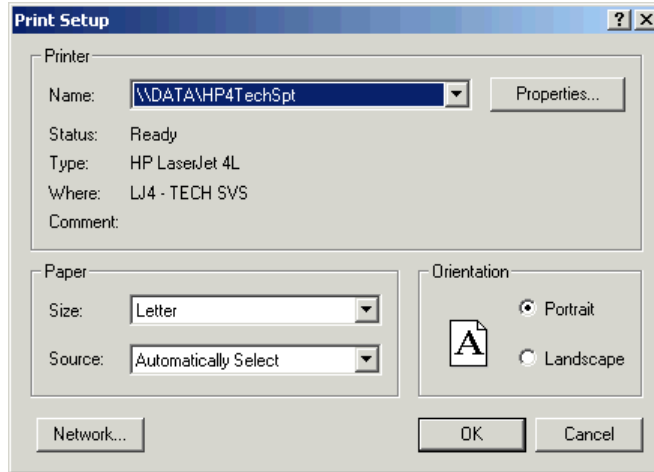 Print Setup
Printer
Name: \\DATA\HP4TechSpt Properties...
Status: Ready
Type: HP LaserJet 4L
Where: LJ4 - TECH SVS
Comment:
Paper
Size: Letter
Source: Automatically Select
Orientation
A
Portrait
Landscape
Network... OK Cancel